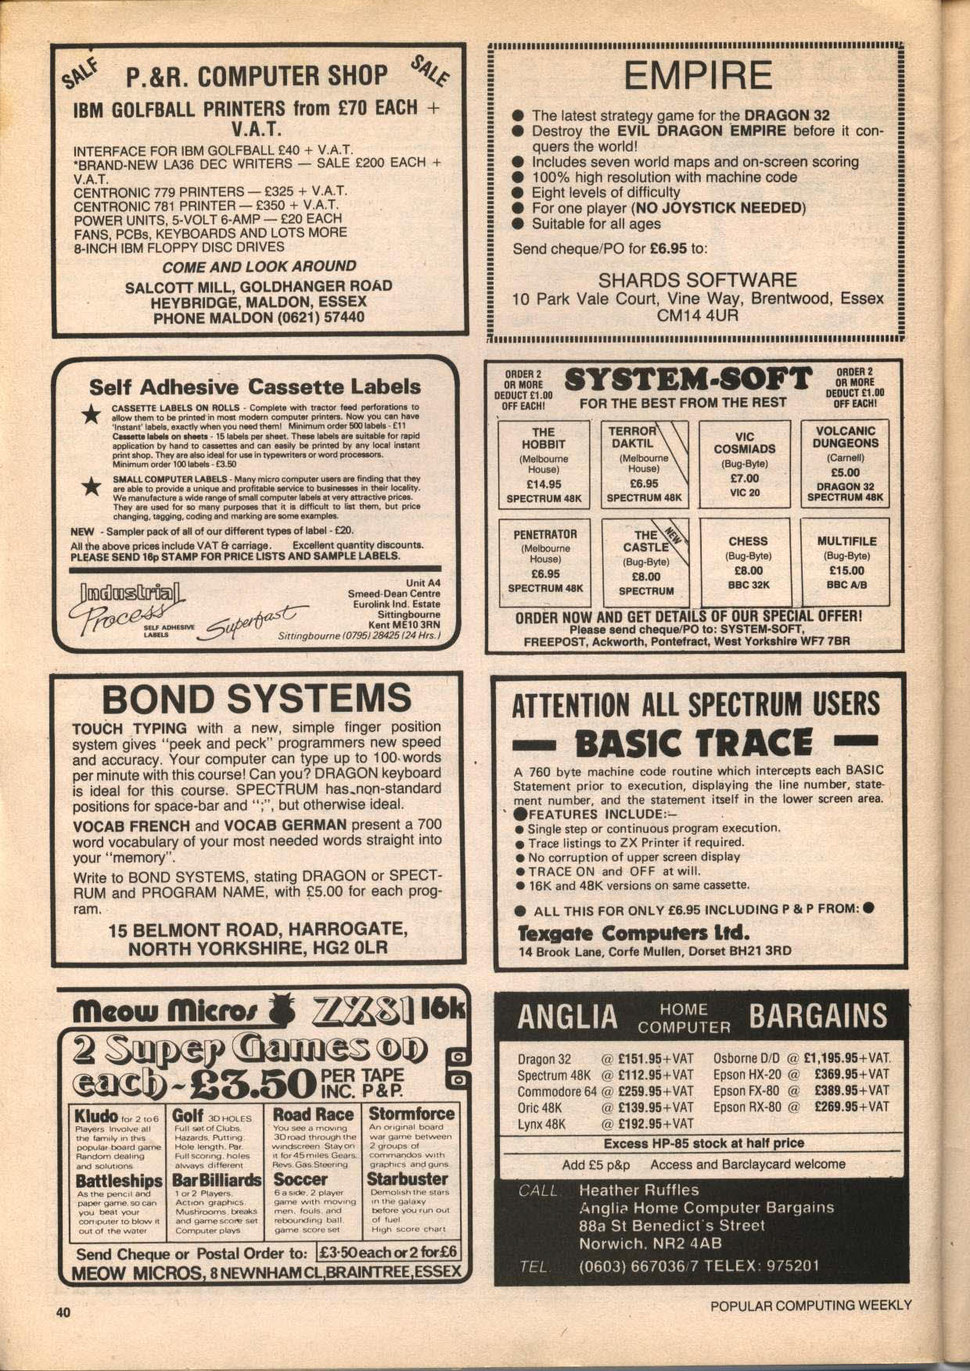 SALE
P.&R. COMPUTER SHOP
SALE
IBM GOLFBALL PRINTERS from £70 EACH +
V.A.T.
INTERFACE FOR IBM GOLFBALL £40 + V.A.T.
*BRAND-NEW LA36 DEC WRITERS — SALE £200 EACH +
V.A.T.
CENTRONIC 779 PRINTERS — £325 + V.A.T.
CENTRONIC 781 PRINTER — £350 + V.A.T.
POWER UNITS, 5-VOLT 6-AMP — £20 EACH
FANS, PCBs, KEYBOARDS AND LOTS MORE
8-INCH IBM FLOPPY DISC DRIVES
COME AND LOOK AROUND
SALCOTT MILL, GOLDHANGER ROAD
HEYBRIDGE, MALDON, ESSEX
PHONE MALDON (0621) 57440
EMPIRE
● The latest strategy game for the DRAGON 32
● Destroy the EVIL DRAGON EMPIRE before it con-
quers the world!
● Includes seven world maps and on-screen scoring
● 100% high resolution with machine code
● Eight levels of difficulty
● For one player (NO JOYSTICK NEEDED)
● Suitable for all ages
Send cheque/PO for £6.95 to:
SHARDS SOFTWARE
10 Park Vale Court, Vine Way, Brentwood, Essex
CM14 4UR
Self Adhesive Cassette Labels
★ CASSETTE LABELS ON ROLLS - Complete with tractor feed perforations to
allow them to be printed in most modern computer printers. Now you can have
'Instant' labels, exactly when you need them! Minimum order 500 labels - £11
Cassette labels on sheets - 15 labels per sheet. These labels are suitable for rapid
application by hand to cassettes and can easily be printed by any local instant
print shop. They are also ideal for use in typewriters or word processors.
Minimum order 100 labels - £3.50
★ SMALL COMPUTER LABELS - Many micro computer users are finding that they
are able to provide a unique and profitable service to businesses in their locality.
We manufacture a wide range of small computer labels at very attractive prices.
They are used for so many purposes that it is difficult to list them, but price
changing, tagging, coding and marking are some examples.
NEW - Sampler pack of all of our different types of label - £20.
All the above prices include VAT & carriage. Excellent quantity discounts.
PLEASE SEND 16p STAMP FOR PRICE LISTS AND SAMPLE LABELS.
Industrial
Process
SELF ADHESIVE
LABELS
Superfast
Unit A4
Smeed-Dean Centre
Eurolink Ind. Estate
Sittingbourne
Kent ME10 3RN
Sittingbourne (0795) 28425 (24 Hrs.)
ORDER 2
OR MORE
DEDUCT £1.00
OFF EACH!
SYSTEM-SOFT
FOR THE BEST FROM THE REST
ORDER 2
OR MORE
DEDUCT £1.00
OFF EACH!
THE
HOBBIT
(Melbourne
House)
£14.95
SPECTRUM 48K
TERROR
DAKTIL
(Melbourne
House)
£6.95
SPECTRUM 48K
VIC
COSMIADS
(Bug-Byte)
£7.00
VIC 20
VOLCANIC
DUNGEONS
(Carnell)
£5.00
DRAGON 32
SPECTRUM 48K
PENETRATOR
(Melbourne
House)
£6.95
SPECTRUM 48K
THE
CASTLE
NEW
(Bug-Byte)
£8.00
SPECTRUM
CHESS
(Bug-Byte)
£8.00
BBC 32K
MULTIFILE
(Bug-Byte)
£15.00
BBC A/B
ORDER NOW AND GET DETAILS OF OUR SPECIAL OFFER!
Please send cheque/PO to: SYSTEM-SOFT,
FREEPOST, Ackworth, Pontefract, West Yorkshire WF7 7BR
BOND SYSTEMS
TOUCH TYPING with a new, simple finger position
system gives "peek and peck" programmers new speed
and accuracy. Your computer can type up to 100 words
per minute with this course! Can you? DRAGON keyboard
is ideal for this course. SPECTRUM has non-standard
positions for space-bar and ";", but otherwise ideal.
VOCAB FRENCH and VOCAB GERMAN present a 700
word vocabulary of your most needed words straight into
your "memory".
Write to BOND SYSTEMS, stating DRAGON or SPECT-
RUM and PROGRAM NAME, with £5.00 for each prog-
ram.
15 BELMONT ROAD, HARROGATE,
NORTH YORKSHIRE, HG2 0LR
ATTENTION ALL SPECTRUM USERS
— BASIC TRACE —
A 760 byte machine code routine which intercepts each BASIC
Statement prior to execution, displaying the line number, state-
ment number, and the statement itself in the lower screen area.
● FEATURES INCLUDE:—
● Single step or continuous program execution.
● Trace listings to ZX Printer if required.
● No corruption of upper screen display
● TRACE ON and OFF at will.
● 16K and 48K versions on same cassette.
● ALL THIS FOR ONLY £6.95 INCLUDING P & P FROM: ●
Texgate Computers Ltd.
14 Brook Lane, Corfe Mullen, Dorset BH21 3RD
Meow Micros ZX81 16k
2 Super Games on
each - £3.50 PER TAPE
INC. P&P.
Kludo for 2 to 6
Players Involve all
the family in this
popular board game
Random dealing
and solutions
Golf 3D HOLES
Full set of Clubs,
Hazards, Putting,
Hole length, Par
Full scoring, holes
always different
Road Race
You see a moving
3D road through the
windscreen Stay on
it for 45 miles Gears,
Revs, Gas Steering
Stormforce
An original board
war game between
2 groups of
commandos with
graphics and guns
Battleships
As the pencil and
paper game, so can
you beat your
computer to blow it
out of the water
Bar Billiards
1 or 2 Players,
Action graphics,
Mushrooms, breaks
and game score set
Computer plays
Soccer
6 a side, 2 player
game with moving
men, fouls, and
rebounding ball
game score set
Starbuster
Demolish the stars
in the galaxy
before you run out
of fuel
High score chart
Send Cheque or Postal Order to: £3·50 each or 2 for £6
MEOW MICROS, 8 NEWNHAM CL, BRAINTREE, ESSEX
ANGLIA HOME COMPUTER BARGAINS
Dragon 32 @ £151.95+VAT Osborne D/D @ £1,195.95+VAT.
Spectrum 48K @ £112.95+VAT Epson HX-20 @ £369.95+VAT
Commodore 64 @ £259.95+VAT Epson FX-80 @ £389.95+VAT
Oric 48K @ £139.95+VAT Epson RX-80 @ £269.95+VAT
Lynx 48K @ £192.95+VAT
Excess HP-85 stock at half price
Add £5 p&p Access and Barclaycard welcome
CALL. Heather Ruffles
Anglia Home Computer Bargains
88a St Benedict's Street
Norwich. NR2 4AB
TEL. (0603) 667036/7 TELEX: 975201
40
POPULAR COMPUTING WEEKLY